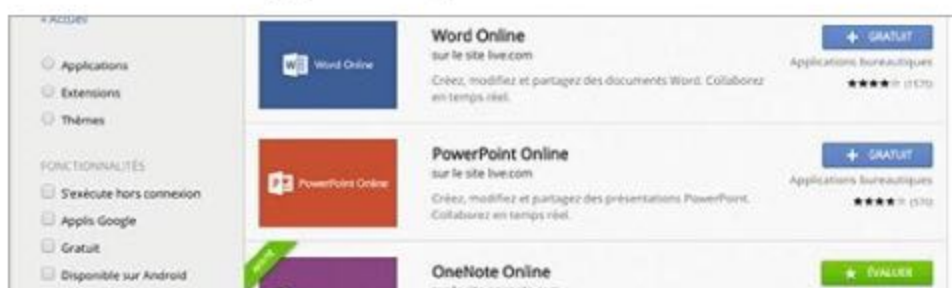 « Accueil
Applications
Extensions
Thèmes
FONCTIONNALITÉS
S'exécute hors connexion
Applis Google
Gratuit
Disponible sur Android
Word Online
Word Online
sur le site live.com
Créez, modifiez et partagez des documents Word. Collaborez
en temps réel.
+ GRATUIT
Applications bureautiques
★★★★☆ (1570)
PowerPoint Online
PowerPoint Online
sur le site live.com
Créez, modifiez et partagez des présentations PowerPoint.
Collaborez en temps réel.
+ GRATUIT
Applications bureautiques
★★★★☆ (570)
OneNote Online
★ ÉVALUER